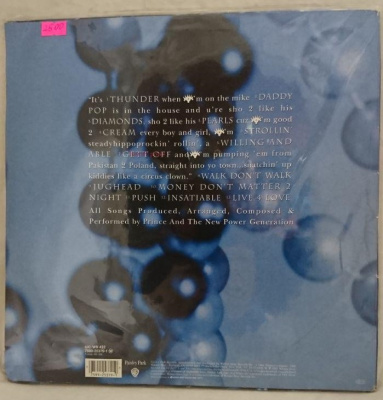 "It's THUNDER when 'm on the mike DADDY
POP is in the house and u're sho 2 like his
DIAMONDS, sho 2 like his PEARLS cuz 'm good
2 CREAM every boy and girl, 'm STROLLIN'
steadyhippoprockin' rollin', a WILLING AND
ABLE GETT OFF and 'm pumping 'em from
Pakistan 2 Poland, straight into yo town, snatchin' up
kiddies like a circus clown." WALK DON'T WALK
JUGHEAD MONEY DON'T MATTER 2
NIGHT PUSH INSATIABLE LIVE 4 LOVE
All Songs Produced, Arranged, Composed &
Performed by Prince And The New Power Generation
Paisley Park